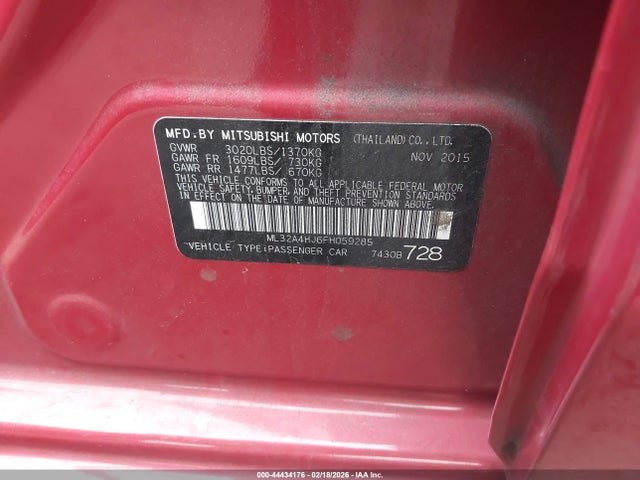 MFD.BY MITSUBISHI MOTORS (THAILAND)CO.,LTD.
GVWR 3020LBS/1370KG NOV 2015
GAWR FR 1609LBS/ 730KG
GAWR RR 1477LBS/ 670KG
THIS VEHICLE CONFORMS TO ALL APPLICABLE FEDERAL MOTOR
VEHICLE SAFETY, BUMPER, AND THEFT PREVENTION STANDARDS
IN EFFECT ON THE DATE OF MANUFACTURE SHOWN ABOVE.
ML32A4HJ6FH059285
VEHICLE TYPE:PASSENGER CAR 7430B 728
000-44434176 - 02/18/2026 - IAA Inc.